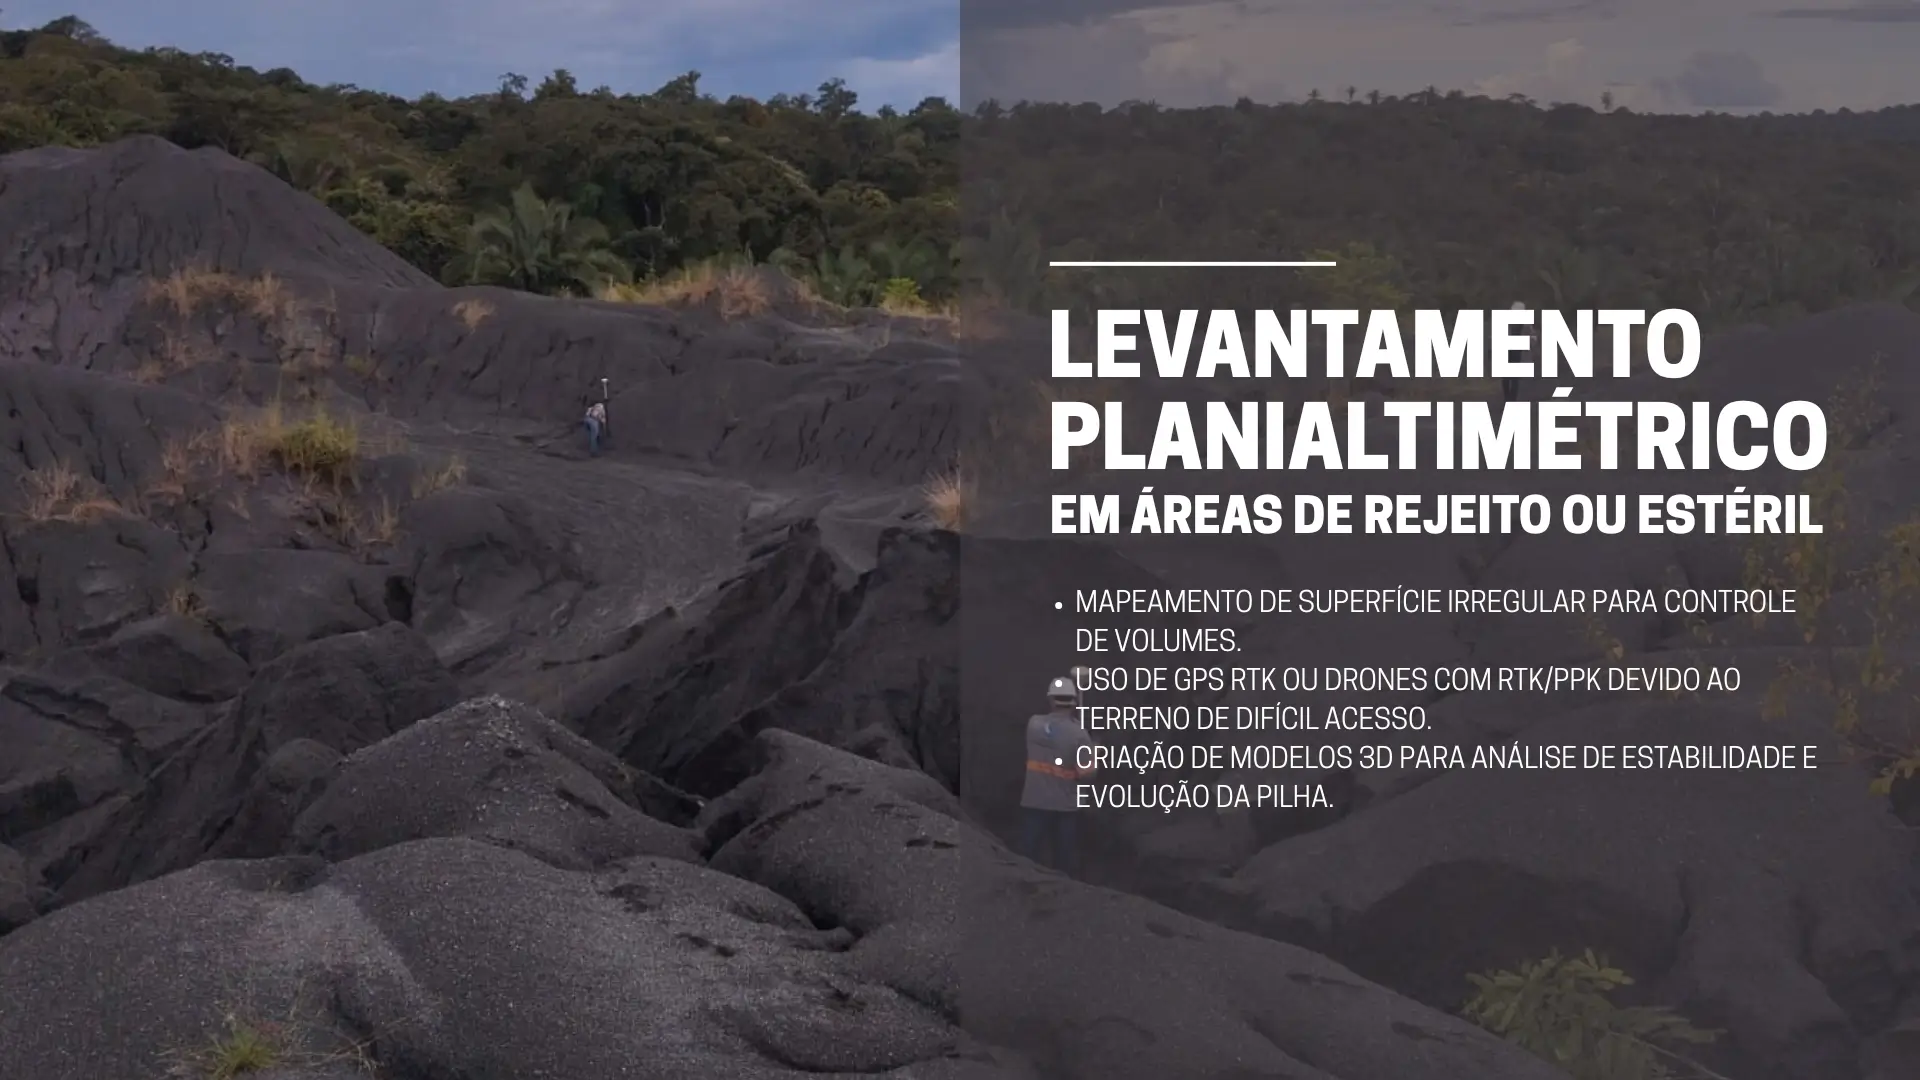 LEVANTAMENTO
PLANIALTIMÉTRICO
EM ÁREAS DE REJEITO OU ESTÉRIL
• MAPEAMENTO DE SUPERFÍCIE IRREGULAR PARA CONTROLE
DE VOLUMES.
• USO DE GPS RTK OU DRONES COM RTK/PPK DEVIDO AO
TERRENO DE DIFÍCIL ACESSO.
• CRIAÇÃO DE MODELOS 3D PARA ANÁLISE DE ESTABILIDADE E
EVOLUÇÃO DA PILHA.